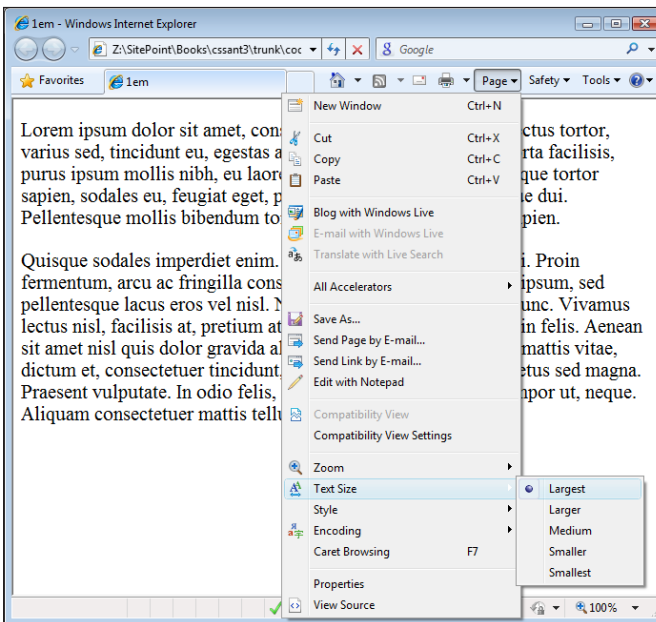 1em - Windows Internet Explorer
Z:\SitePoint\Books\cssant3\trunk\coc
Google
Favorites
1em
Page
Safety
Tools
New Window Ctrl+N
Cut Ctrl+X
Copy Ctrl+C
Paste Ctrl+V
Blog with Windows Live
E-mail with Windows Live
Translate with Live Search
All Accelerators
Save As...
Send Page by E-mail...
Send Link by E-mail...
Edit with Notepad
Compatibility View
Compatibility View Settings
Zoom
Text Size
Style
Encoding
Caret Browsing F7
Properties
View Source
Largest
Larger
Medium
Smaller
Smallest
Lorem ipsum dolor sit amet, ctus tortor,
varius sed, tincidunt eu, egestas rta facilisis,
purus ipsum mollis nibh, eu que tortor
sapien, sodales eu, feugiat eget, dui.
Pellentesque mollis bibendum pien.
Quisque sodales imperdiet enim. i. Proin
fermentum, arcu ac fringilla ipsum, sed
pellentesque lacus eros vel nisl. unc. Vivamus
lectus nisl, facilisis at, pretium at in felis. Aenean
sit amet nisl quis dolor gravida mattis vitae,
dictum et, consectetuer tincidunt, etus sed magna.
Praesent vulputate. In odio felis, npor ut, neque.
Aliquam consectetuer mattis
100%